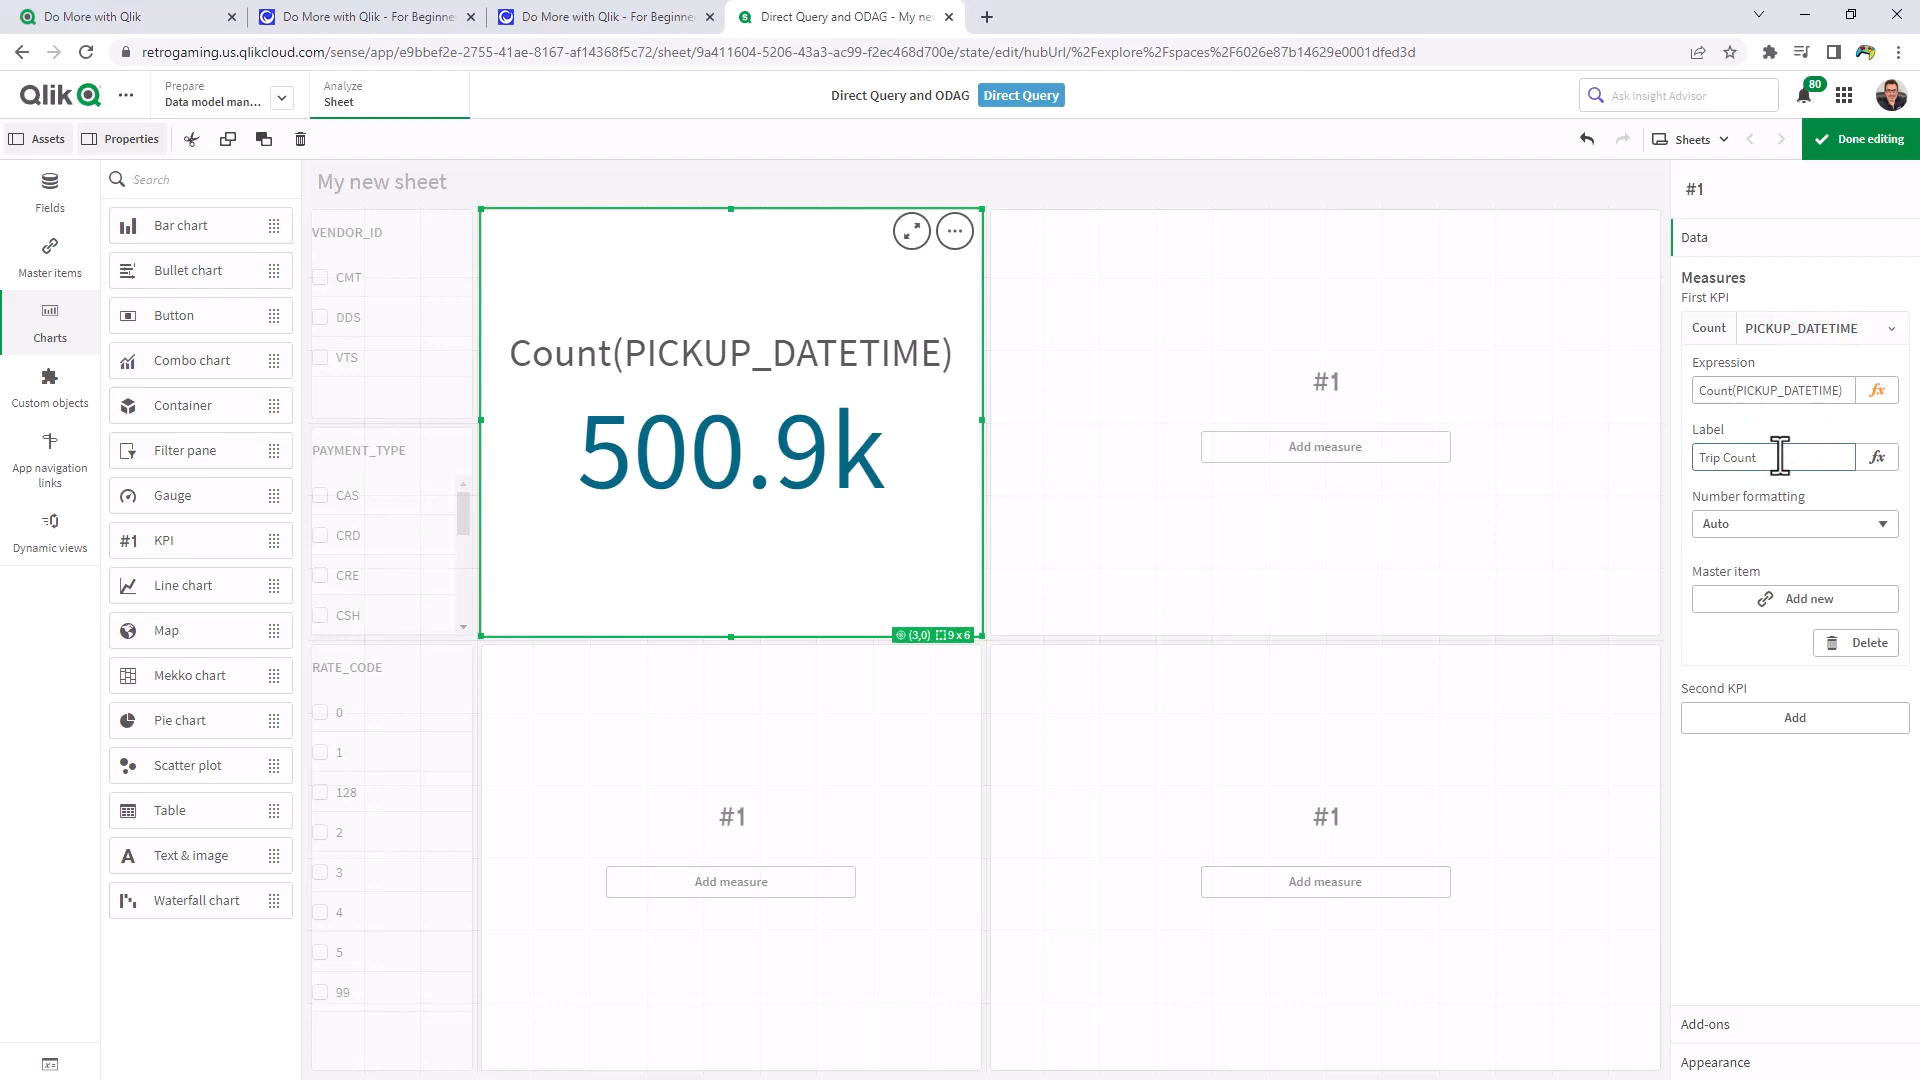 Do More with Qlik
Do More with Qlik - For Beginne
Do More with Qlik - For Beginne
Direct Query and ODAG - My ne
retrogaming.us.qlikcloud.com/sense/app/e9bbef2e-2755-41ae-8167-af14368f5c72/sheet/9a411604-5206-43a3-ac99-f2ec468d700e/state/edit/hubUrl/%2Fexplore%2Fspaces%2F6026e87b14629e0001dfed3d
Qlik
Prepare
Data model man...
Analyze
Sheet
Direct Query and ODAG
Direct Query
Ask Insight Advisor
80
Assets
Properties
Sheets
Done editing
Fields
Master items
Charts
Custom objects
App navigation
links
Dynamic views
Search
Bar chart
Bullet chart
Button
Combo chart
Container
Filter pane
Gauge
#1 KPI
Line chart
Map
Mekko chart
Pie chart
Scatter plot
Table
A Text & image
Waterfall chart
My new sheet
VENDOR_ID
CMT
DDS
VTS
PAYMENT_TYPE
CAS
CRD
CRE
CSH
RATE_CODE
0
1
128
2
3
4
5
99
Count(PICKUP_DATETIME)
500.9k
(3,0) 9 x 6
#1
Add measure
#1
Add measure
#1
Add measure
#1
Data
Measures
First KPI
Count PICKUP_DATETIME
Expression
Count(PICKUP_DATETIME)
fx
Label
Trip Count
fx
Number formatting
Auto
Master item
Add new
Delete
Second KPI
Add
Add-ons
Appearance